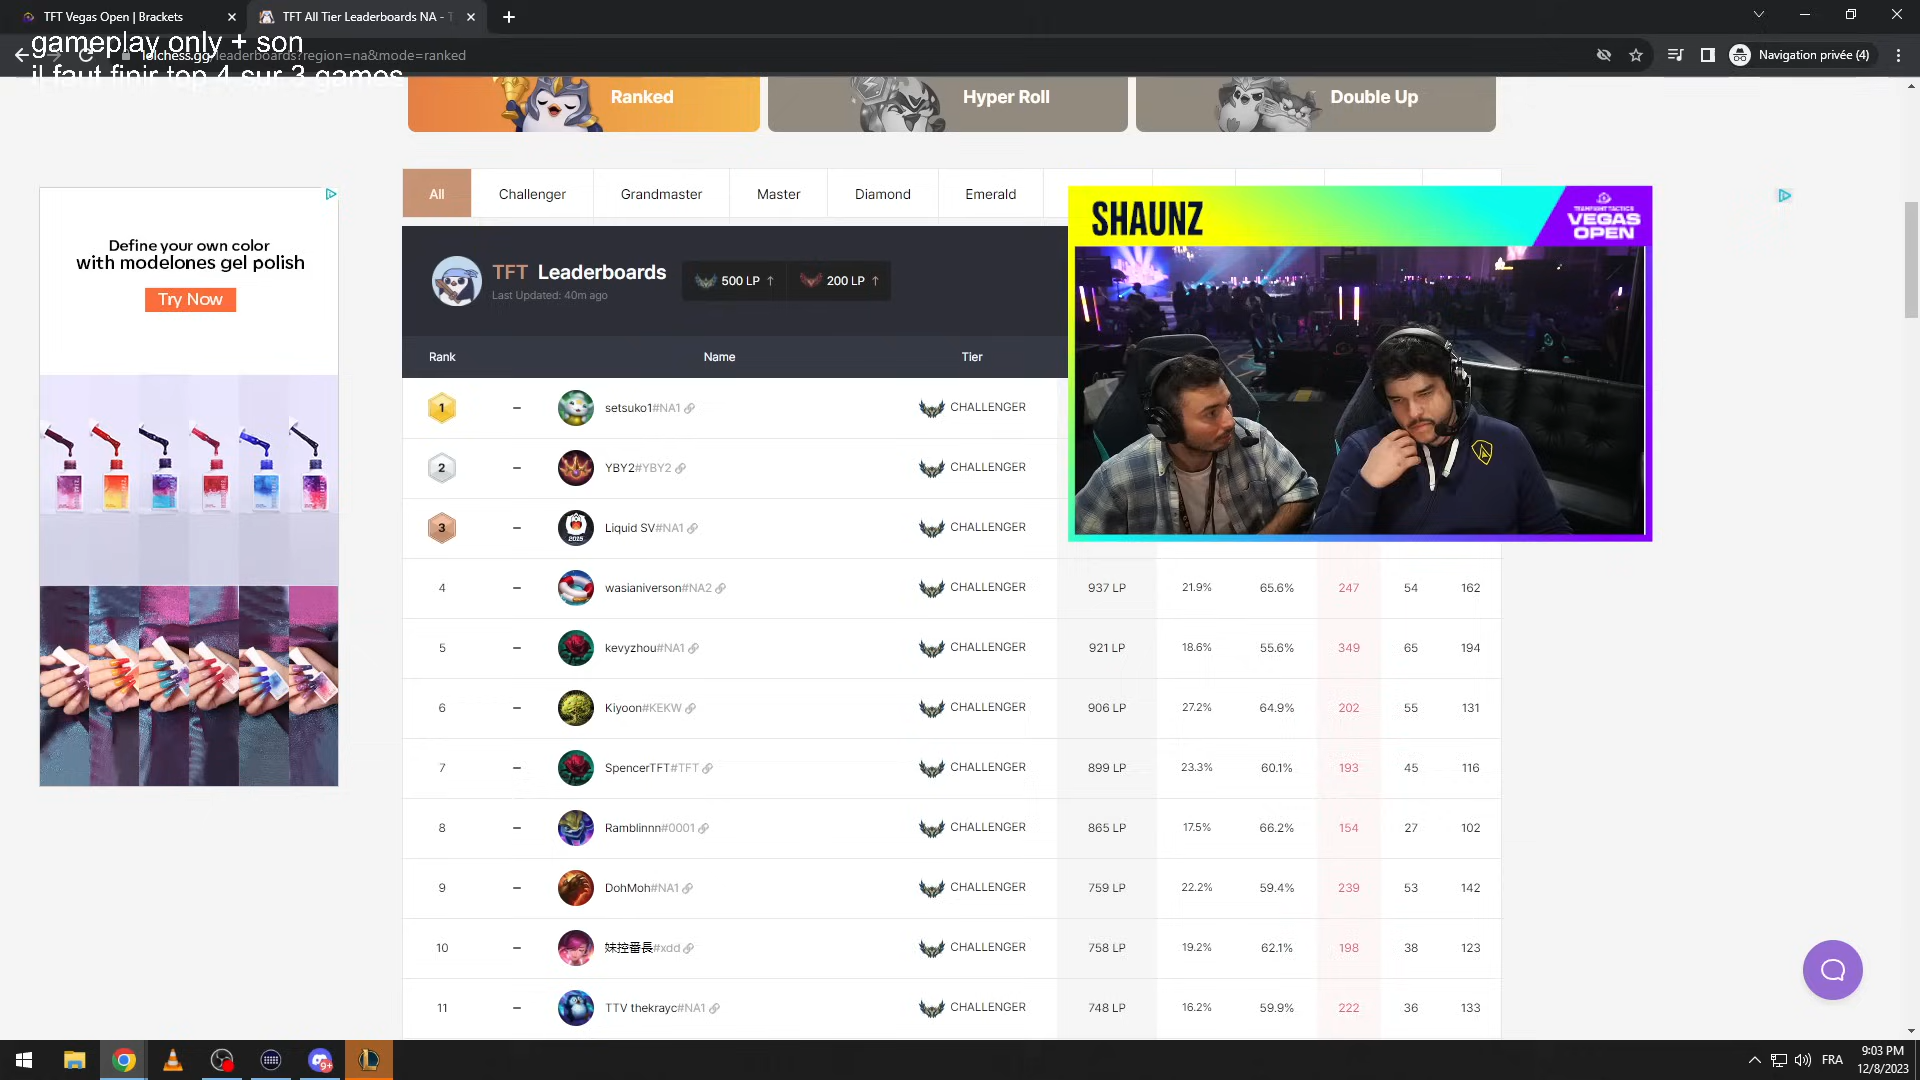 TFT Vegas Open | Brackets
TFT All Tier Leaderboards NA - T
gameplay only + son
lolchess.gg/leaderboards?region=na&mode=ranked
Navigation privée (4)
il faut finir top 4 sur 3 games
Ranked
Hyper Roll
Double Up
All
Challenger
Grandmaster
Master
Diamond
Emerald
SHAUNZ
TEAMFIGHT TACTICS
VEGAS
OPEN
Define your own color
with modelones gel polish
Try Now
TFT Leaderboards
Last Updated: 40m ago
500 LP ↑
200 LP ↑
Rank Name Tier
1 – setsuko1#NA1 CHALLENGER
2 – YBY2#YBY2 CHALLENGER
3 – Liquid SV#NA1 CHALLENGER
4 – wasianiverson#NA2 CHALLENGER 937 LP 21.9% 65.6% 247 54 162
5 – kevyzhou#NA1 CHALLENGER 921 LP 18.6% 55.6% 349 65 194
6 – Kiyoon#KEKW CHALLENGER 906 LP 27.2% 64.9% 202 55 131
7 – SpencerTFT#TFT CHALLENGER 899 LP 23.3% 60.1% 193 45 116
8 – Ramblinnn#0001 CHALLENGER 865 LP 17.5% 66.2% 154 27 102
9 – DohMoh#NA1 CHALLENGER 759 LP 22.2% 59.4% 239 53 142
10 – 妹控番長#xdd CHALLENGER 758 LP 19.2% 62.1% 198 38 123
11 – TTV thekrayc#NA1 CHALLENGER 748 LP 16.2% 59.9% 222 36 133
2015
9+
FRA
9:03 PM
12/8/2023